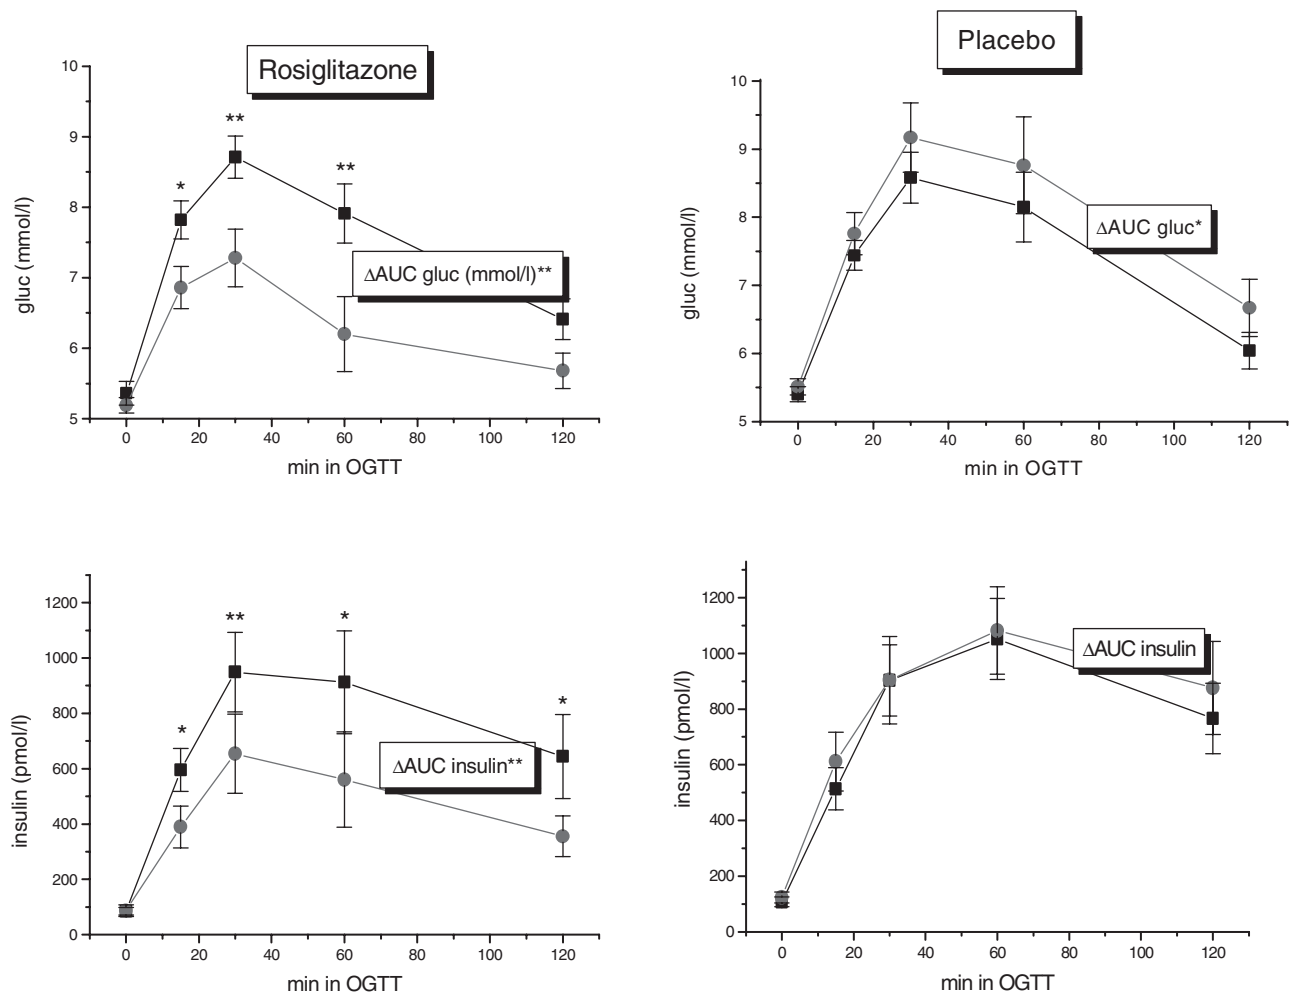 Rosiglitazone
Placebo
10
9
8
7
6
5
gluc (mmol/l)
*
**
**
ΔAUC gluc (mmol/l)**
0 20 40 60 80 100 120
min in OGTT
10
9
8
7
6
5
gluc (mmol/l)
ΔAUC gluc*
0 20 40 60 80 100 120
min in OGTT
1200
1000
800
600
400
200
0
insulin (pmol/l)
*
**
*
*
ΔAUC insulin**
0 20 40 60 80 100 120
min in OGTT
1200
1000
800
600
400
200
0
insulin (pmol/l)
ΔAUC insulin
0 20 40 60 80 100 120
min in OGTT